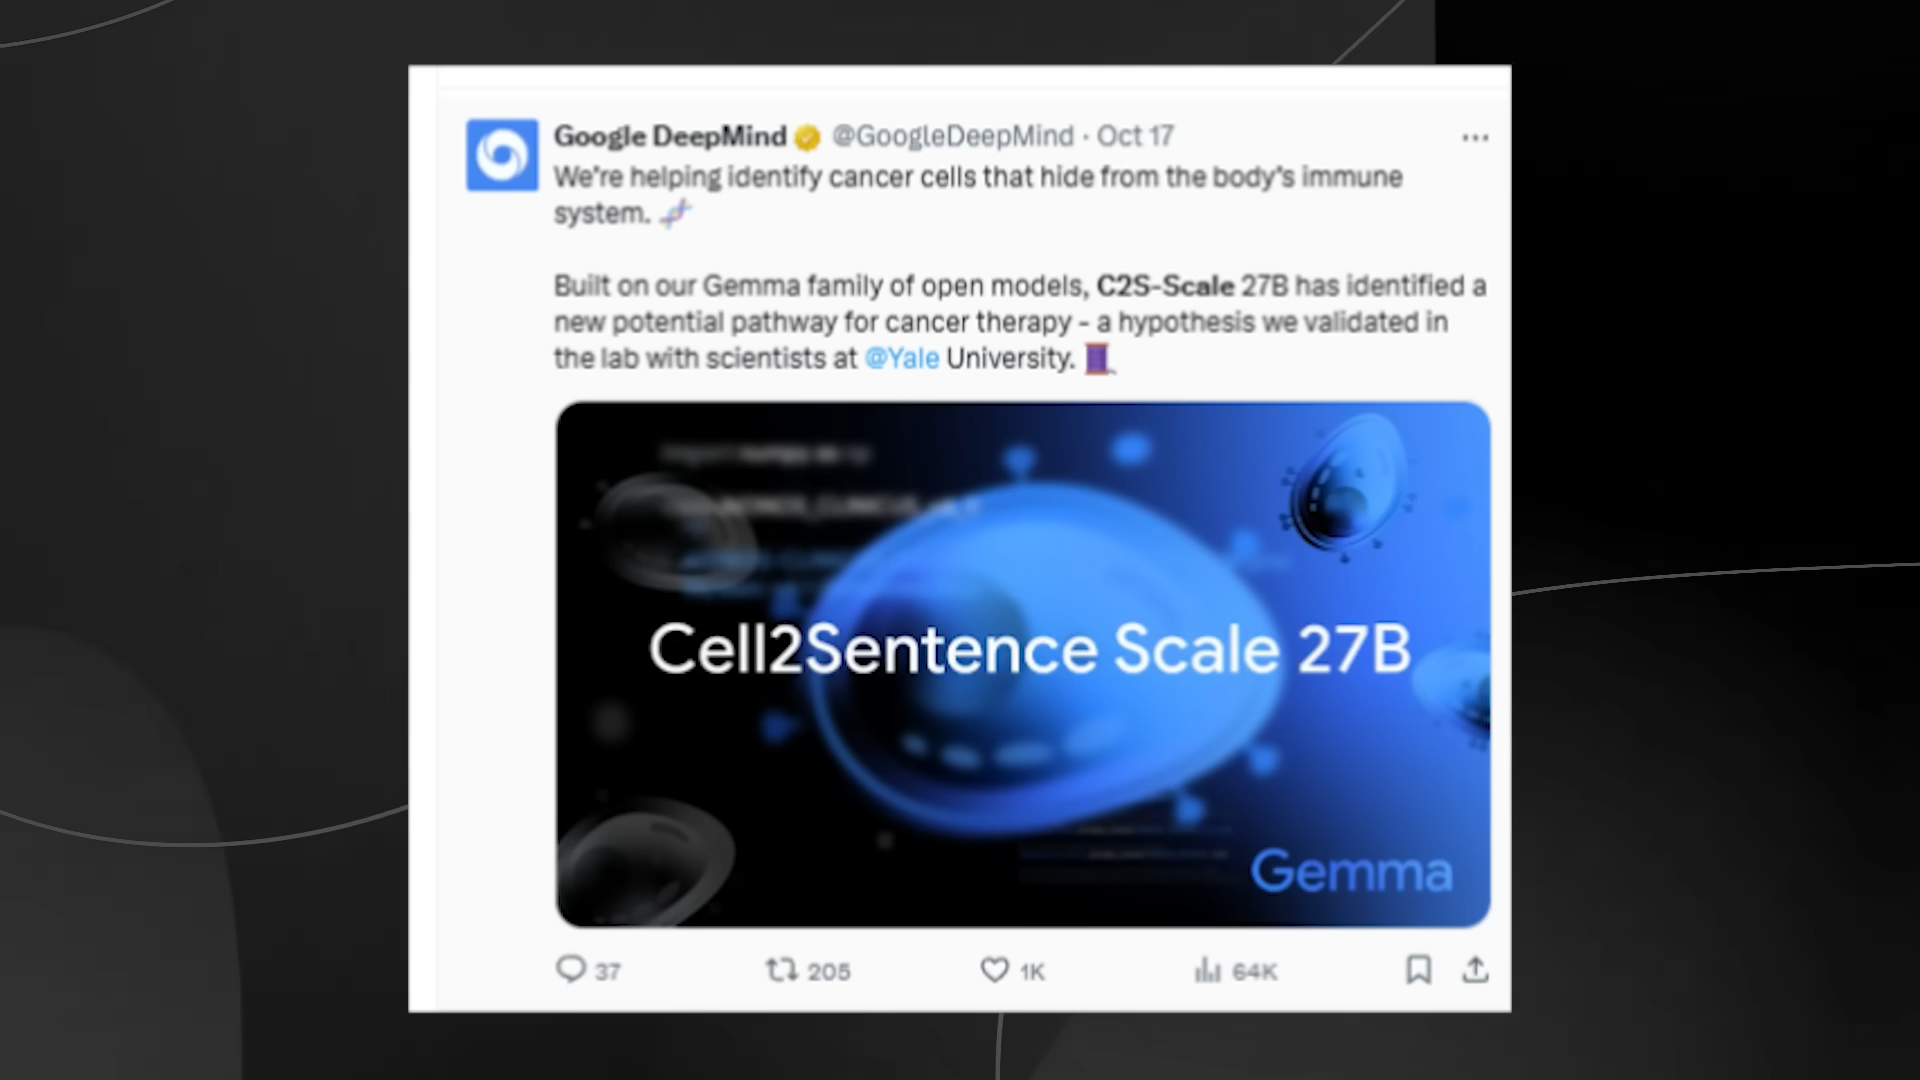 Google DeepMind @GoogleDeepMind · Oct 17
We're helping identify cancer cells that hide from the body's immune
system. 🧬
Built on our Gemma family of open models, C2S-Scale 27B has identified a
new potential pathway for cancer therapy - a hypothesis we validated in
the lab with scientists at @Yale University. 🧵
Cell2Sentence Scale 27B
Gemma
37 205 1K 64K